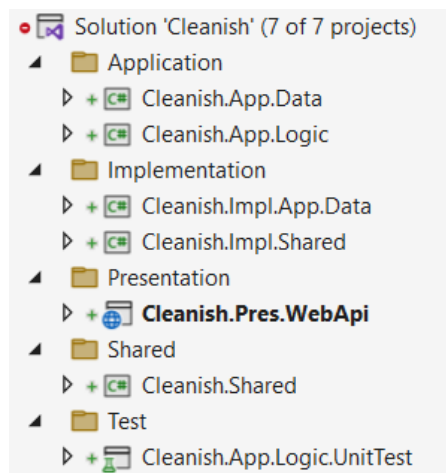 Solution 'Cleanish' (7 of 7 projects)
Application
C# Cleanish.App.Data
C# Cleanish.App.Logic
Implementation
C# Cleanish.Impl.App.Data
C# Cleanish.Impl.Shared
Presentation
Cleanish.Pres.WebApi
Shared
C# Cleanish.Shared
Test
Cleanish.App.Logic.UnitTest